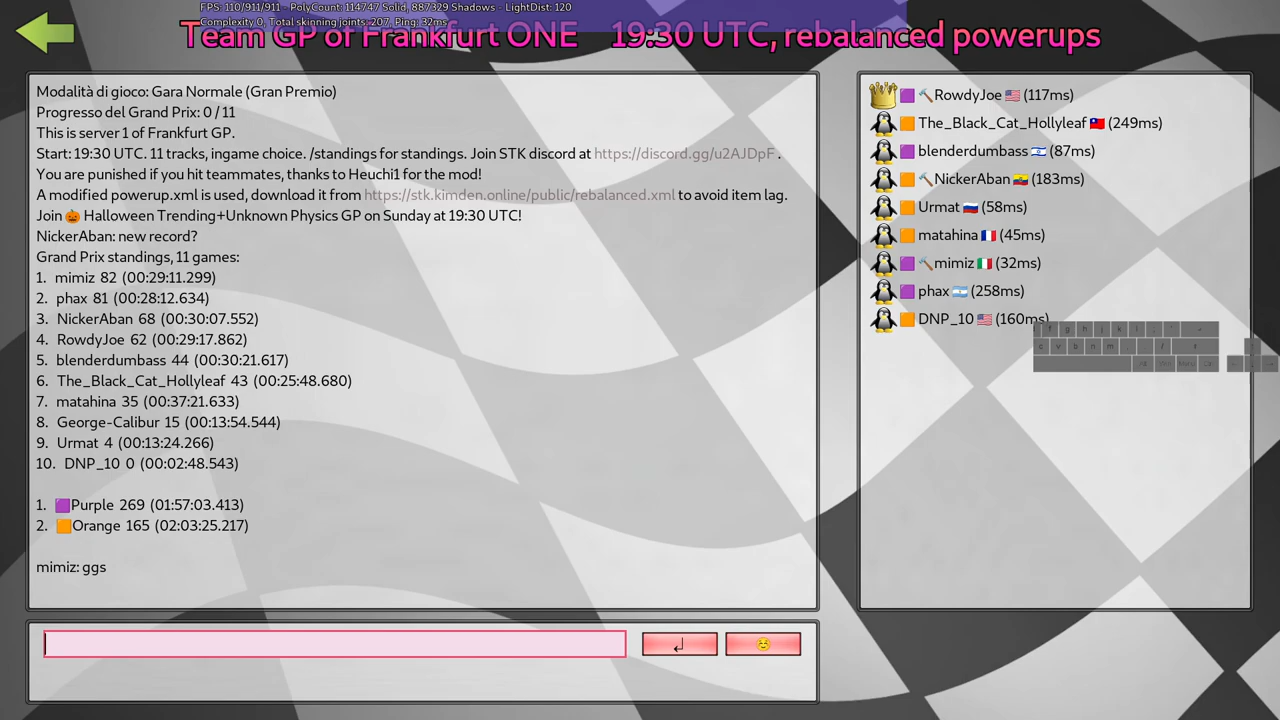 FPS: 110/911/911 - PolyCount: 114747 Solid, 887329 Shadows - LightDist: 120
Complexity 0, Total skinning joints: 207, Ping: 32ms
Team GP of Frankfurt ONE 19:30 UTC, rebalanced powerups
Modalità di gioco: Gara Normale (Gran Premio)
Progresso del Grand Prix: 0 / 11
This is server 1 of Frankfurt GP.
Start: 19:30 UTC. 11 tracks, ingame choice. /standings for standings. Join STK discord at https://discord.gg/u2AJDpF .
You are punished if you hit teammates, thanks to Heuchi1 for the mod!
A modified powerup.xml is used, download it from https://stk.kimden.online/public/rebalanced.xml to avoid item lag.
Join 🎃 Halloween Trending+Unknown Physics GP on Sunday at 19:30 UTC!
NickerAban: new record?
Grand Prix standings, 11 games:
1. mimiz 82 (00:29:11.299)
2. phax 81 (00:28:12.634)
3. NickerAban 68 (00:30:07.552)
4. RowdyJoe 62 (00:29:17.862)
5. blenderdumbass 44 (00:30:21.617)
6. The_Black_Cat_Hollyleaf 43 (00:25:48.680)
7. matahina 35 (00:37:21.633)
8. George-Calibur 15 (00:13:54.544)
9. Urmat 4 (00:13:24.266)
10. DNP_10 0 (00:02:48.543)
1. 🟪Purple 269 (01:57:03.413)
2. 🟧Orange 165 (02:03:25.217)
mimiz: ggs
🟪 🔨RowdyJoe 🇺🇸 (117ms)
🟧 The_Black_Cat_Hollyleaf 🇹🇼 (249ms)
🟪 blenderdumbass 🇮🇱 (87ms)
🟧 🔨NickerAban 🇪🇨 (183ms)
🟧 Urmat 🇷🇺 (58ms)
🟧 matahina 🇫🇷 (45ms)
🟪 🔨mimiz 🇮🇹 (32ms)
🟪 phax 🇦🇷 (258ms)
🟧 DNP_10 🇺🇸 (160ms)
f g h j k l
c v b n m